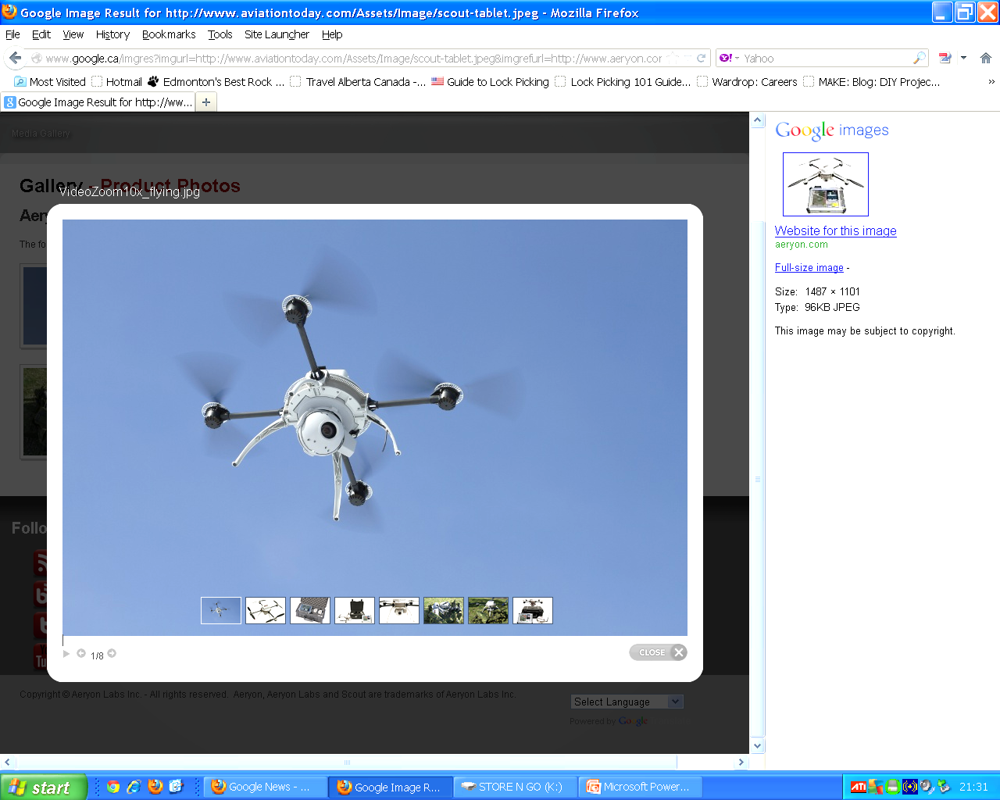 Google Image Result for http://www.aviationtoday.com/Assets/Image/scout-tablet.jpeg - Mozilla Firefox
File Edit View History Bookmarks Tools Site Launcher Help
www.google.ca/imgres?imgurl=http://www.aviationtoday.com/Assets/Image/scout-tablet.jpeg&imgrefurl=http://www.aeryon.cor
Yahoo
Most Visited Hotmail Edmonton's Best Rock ... Travel Alberta Canada -... Guide to Lock Picking Lock Picking 101 Guide... Wardrop: Careers MAKE: Blog: DIY Projec... »
Google Image Result for http://ww...
Media Gallery
Gallery - Product Photos
VideoZoom10x_flying.jpg
Aer
The fo
Follo
You
1/8
CLOSE
Copyright © Aeryon Labs Inc. - All rights reserved. Aeryon, Aeryon Labs and Scout are trademarks of Aeryon Labs Inc.
Select Language
Powered by Google
Google images
Website for this image
aeryon.com
Full-size image -
Size: 1487 × 1101
Type: 96KB JPEG
This image may be subject to copyright.
start
Google News - ...
Google Image R...
STORE N GO (K:)
Microsoft Power...
ATI
21:31